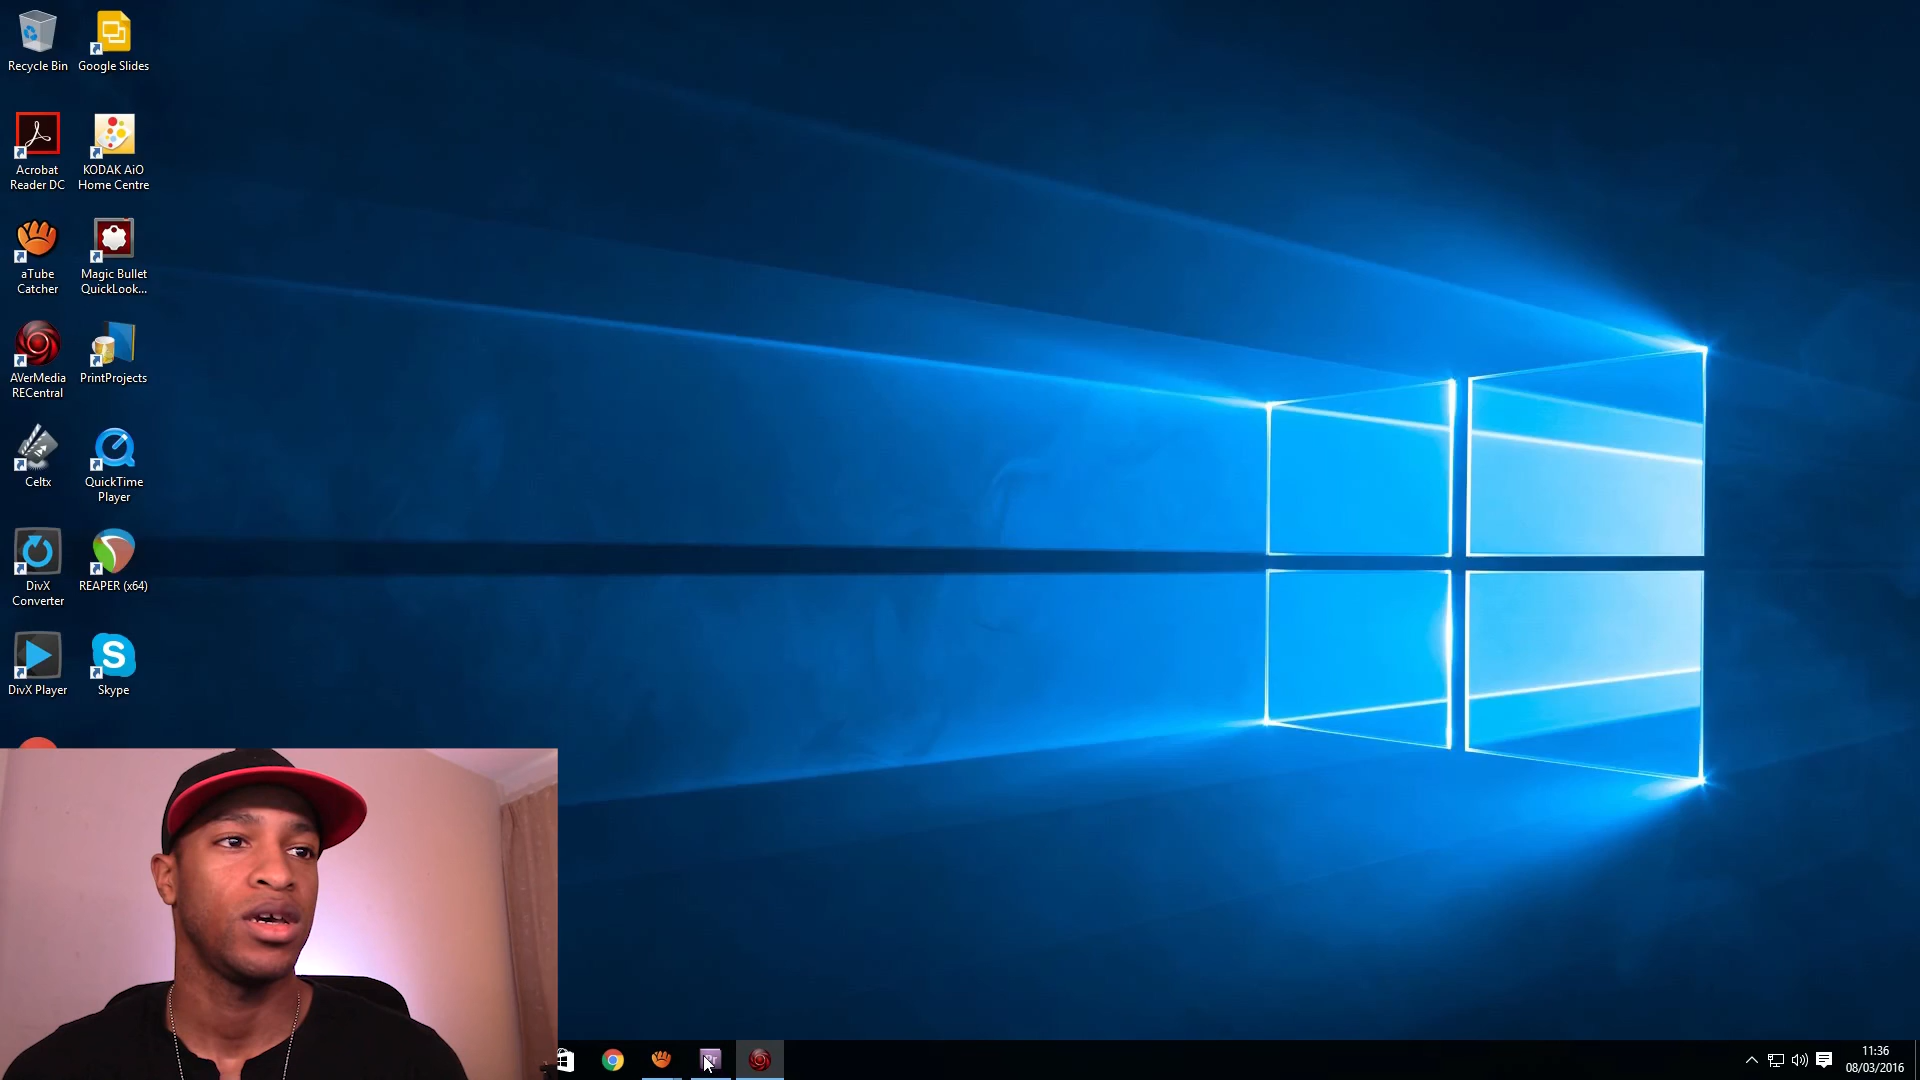 Recycle Bin
Google Slides
Acrobat
Reader DC
KODAK AiO
Home Centre
aTube
Catcher
Magic Bullet
QuickLook...
AVerMedia
RECentral
PrintProjects
Celtx
QuickTime
Player
DivX
Converter
REAPER (x64)
DivX Player
Skype
S
Pr
11:36
08/03/2016